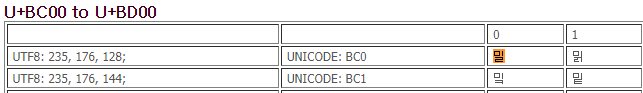 U+BC00 to U+BD00
0 1
UTF8: 235, 176, 128; UNICODE: BC0 밀 밁
UTF8: 235, 176, 144; UNICODE: BC1 밐 밑